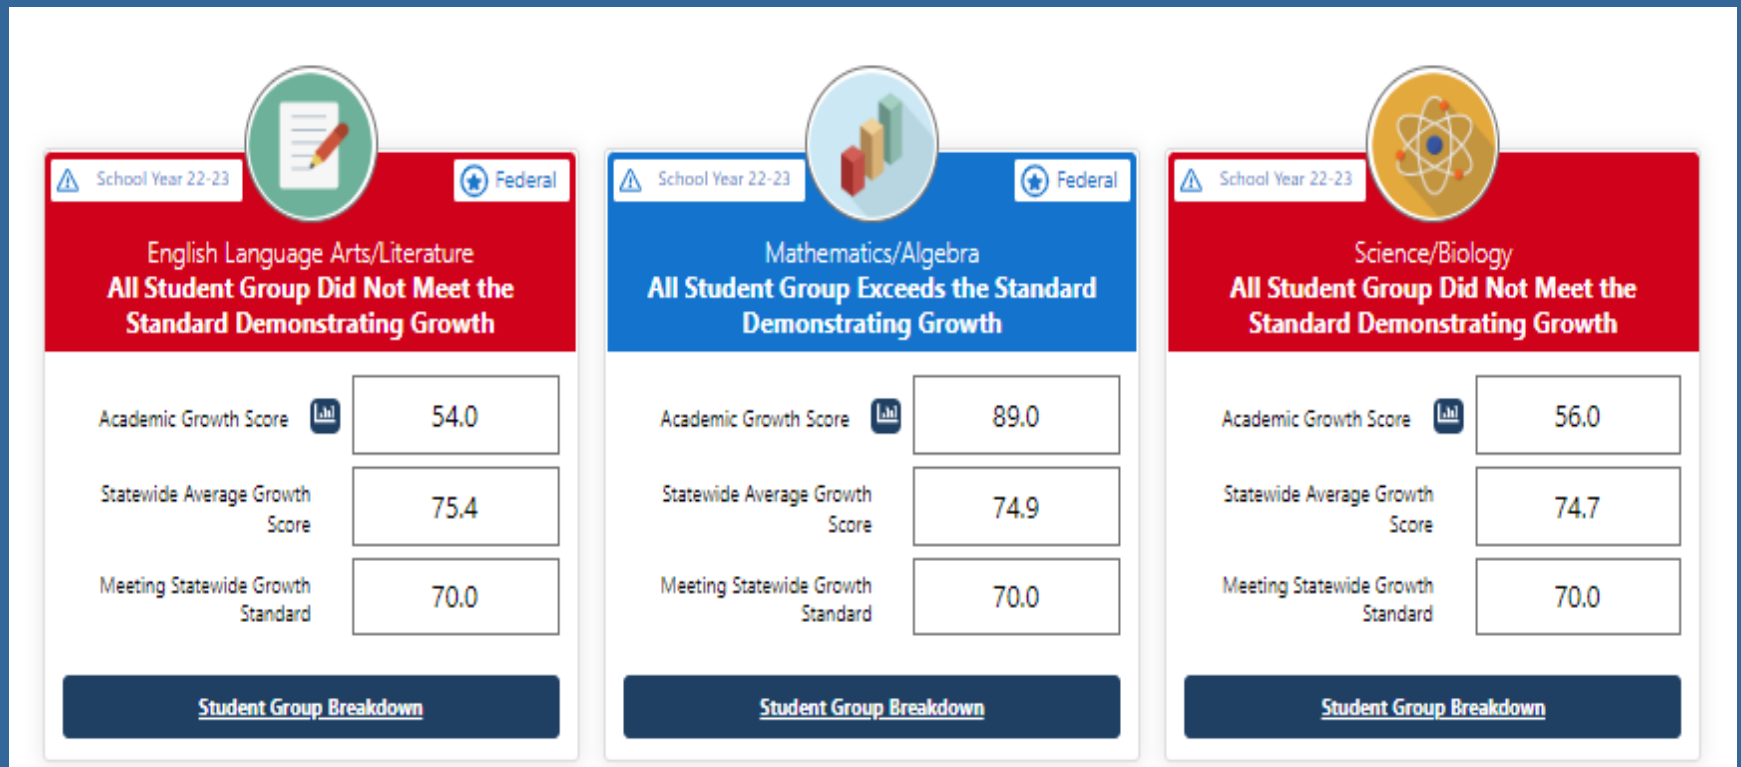 School Year 22-23
Federal
English Language Arts/Literature
All Student Group Did Not Meet the
Standard Demonstrating Growth
Academic Growth Score
54.0
Statewide Average Growth
Score
75.4
Meeting Statewide Growth
Standard
70.0
Student Group Breakdown
School Year 22-23
Federal
Mathematics/Algebra
All Student Group Exceeds the Standard
Demonstrating Growth
Academic Growth Score
89.0
Statewide Average Growth
Score
74.9
Meeting Statewide Growth
Standard
70.0
Student Group Breakdown
School Year 22-23
Science/Biology
All Student Group Did Not Meet the
Standard Demonstrating Growth
Academic Growth Score
56.0
Statewide Average Growth
Score
74.7
Meeting Statewide Growth
Standard
70.0
Student Group Breakdown